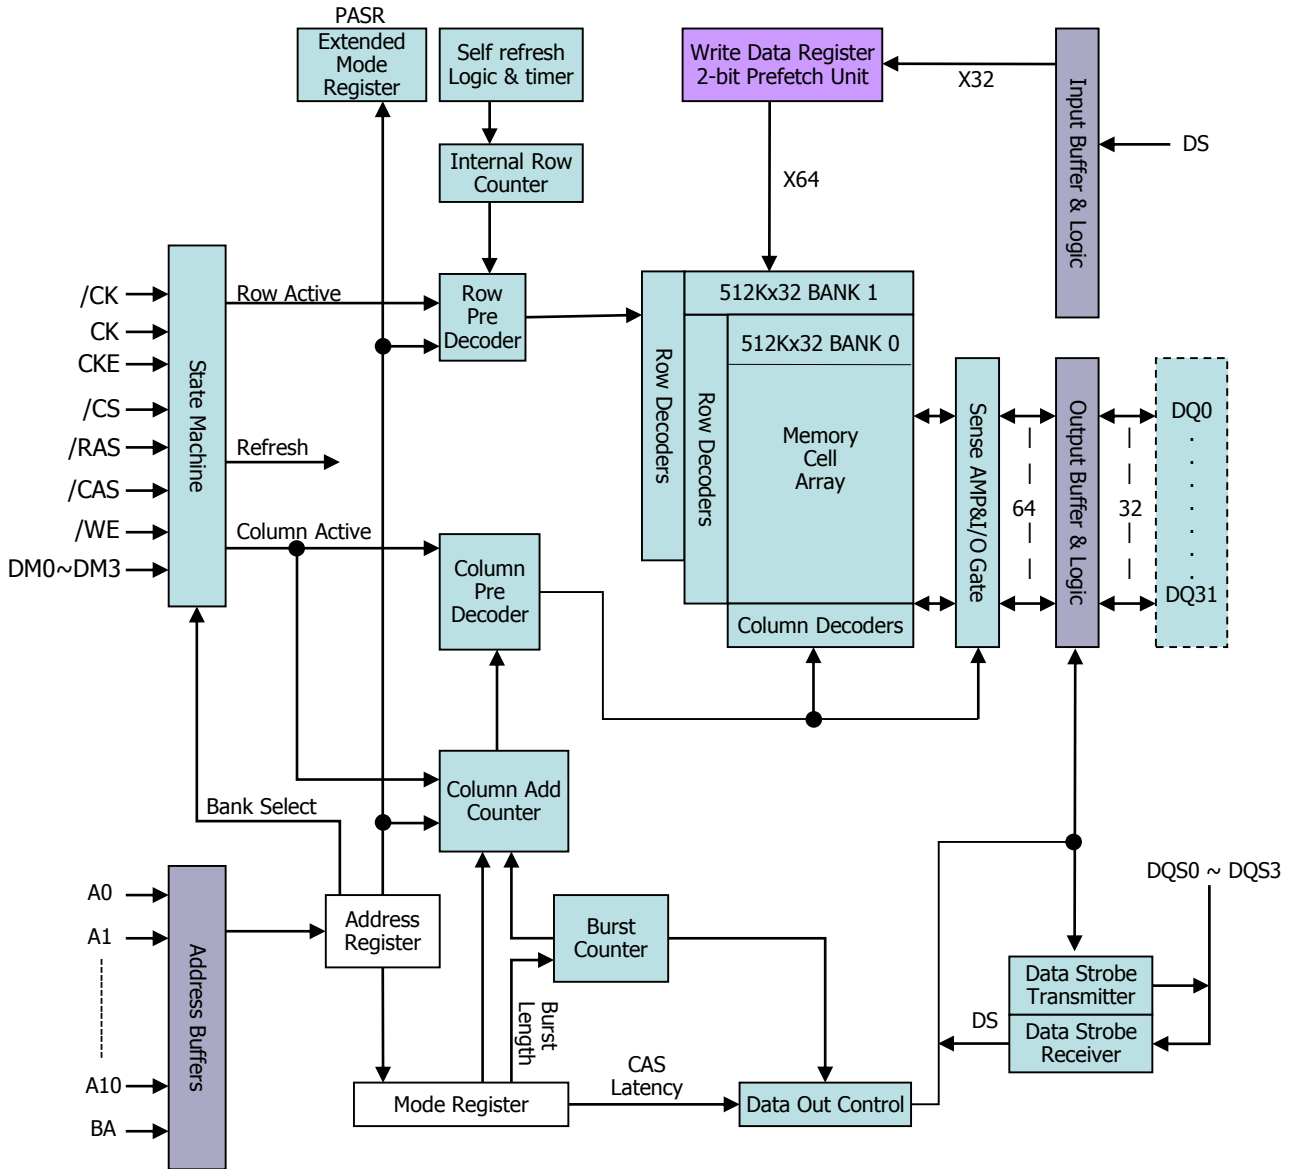 PASR
Extended
Mode
Register
Self refresh
Logic & timer
Write Data Register
2-bit Prefetch Unit
X32
Input Buffer & Logic
DS
Internal Row
Counter
X64
/CK
CK
CKE
/CS
/RAS
/CAS
/WE
DM0~DM3
State Machine
Row Active
Refresh
Column Active
Row
Pre
Decoder
Row Decoders
Row Decoders
512Kx32 BANK 1
512Kx32 BANK 0
Memory
Cell
Array
Column Decoders
Sense AMP&I/O Gate
64
Output Buffer & Logic
32
DQ0
DQ31
Column
Pre
Decoder
Column Add
Counter
Bank Select
A0
A1
A10
BA
Address Buffers
Address
Register
Burst
Counter
Burst
Length
Mode Register
CAS
Latency
Data Out Control
DQS0 ~ DQS3
Data Strobe
Transmitter
DS
Data Strobe
Receiver